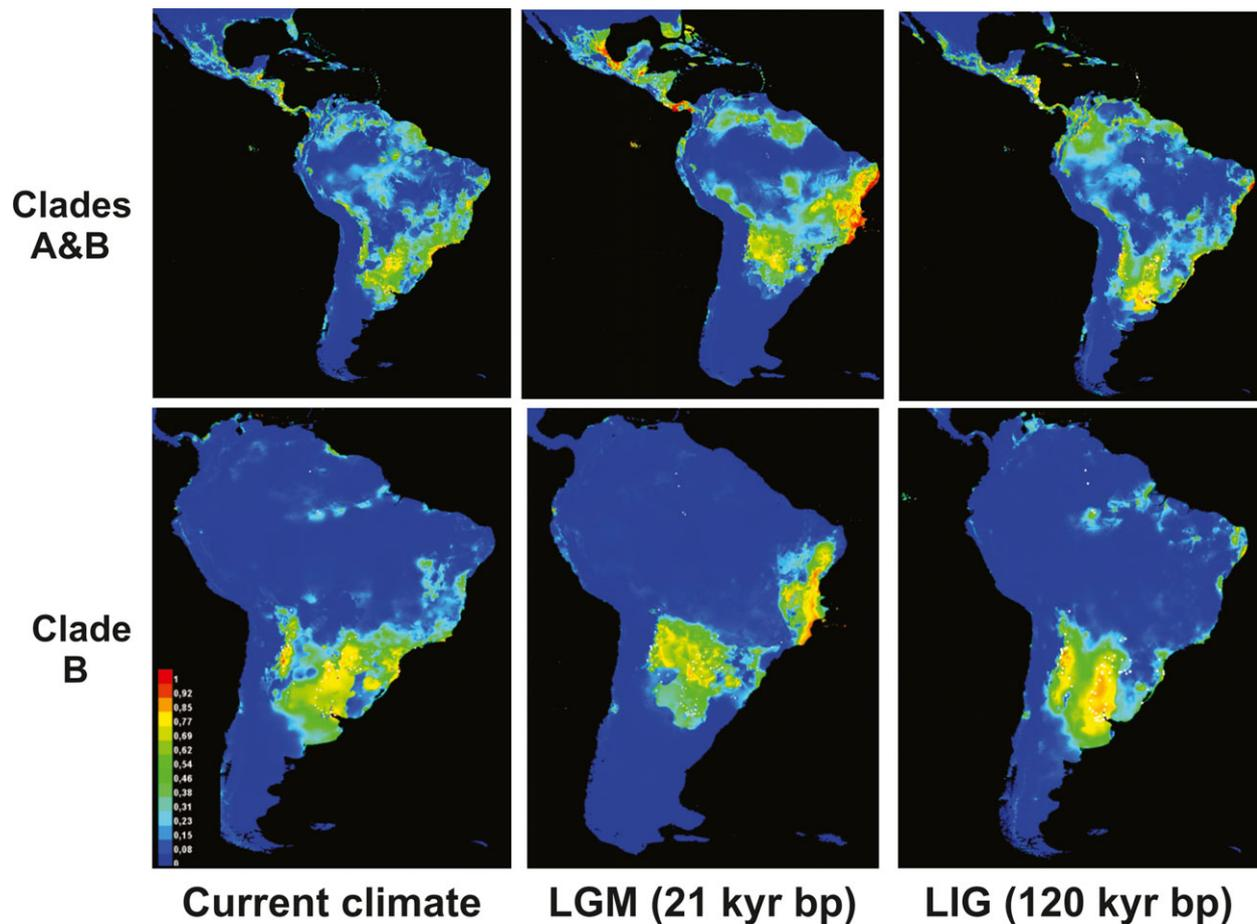 Clades
A&B
Clade
B
1
0,92
0,85
0,77
0,69
0,62
0,54
0,46
0,38
0,31
0,23
0,15
0,08
0
Current climate
LGM (21 kyr bp)
LIG (120 kyr bp)